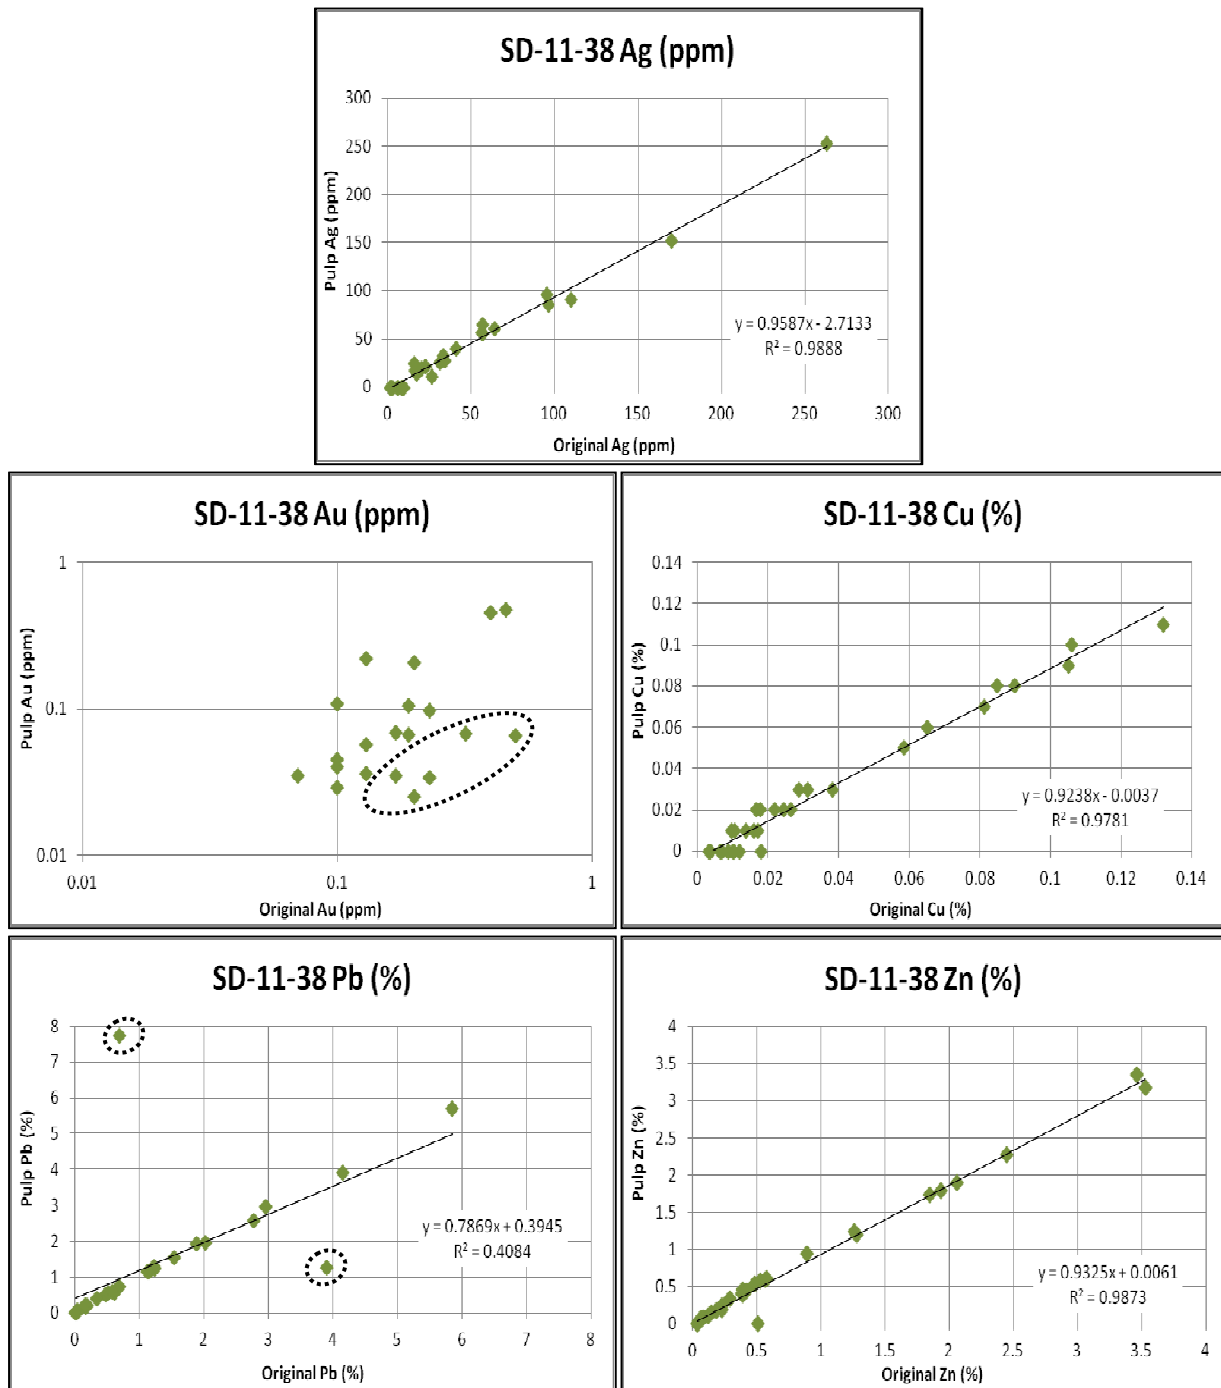 SD-11-38 Ag (ppm)
Pulp Ag (ppm)
300
250
200
150
100
50
0
0 50 100 150 200 250 300
y = 0.9587x - 2.7133
R² = 0.9888
Original Ag (ppm)
SD-11-38 Au (ppm)
Pulp Au (ppm)
1
0.1
0.01
0.01 0.1 1
Original Au (ppm)
SD-11-38 Cu (%)
Pulp Cu (%)
0.14
0.12
0.1
0.08
0.06
0.04
0.02
0
0 0.02 0.04 0.06 0.08 0.1 0.12 0.14
y = 0.9238x - 0.0037
R² = 0.9781
Original Cu (%)
SD-11-38 Pb (%)
Pulp Pb (%)
8
7
6
5
4
3
2
1
0
0 1 2 3 4 5 6 7 8
y = 0.7869x + 0.3945
R² = 0.4084
Original Pb (%)
SD-11-38 Zn (%)
Pulp Zn (%)
4
3.5
3
2.5
2
1.5
1
0.5
0
0 0.5 1 1.5 2 2.5 3 3.5 4
y = 0.9325x + 0.0061
R² = 0.9873
Original Zn (%)